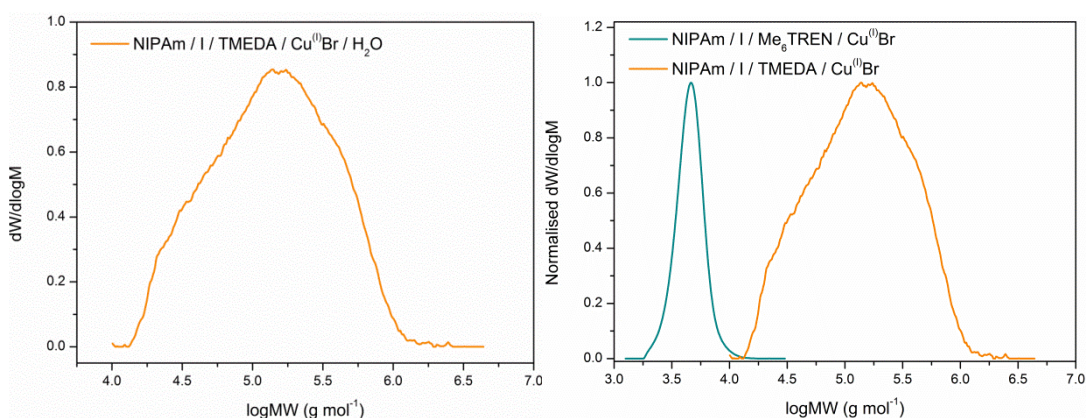 NIPAm / I / TMEDA / Cu⁽ᴵ⁾Br / H₂O
dW/dlogM
1.0
0.8
0.6
0.4
0.2
0.0
4.0 4.5 5.0 5.5 6.0 6.5 7.0
logMW (g mol⁻¹)
NIPAm / I / Me₆TREN / Cu⁽ᴵ⁾Br
NIPAm / I / TMEDA / Cu⁽ᴵ⁾Br
Normalised dW/dlogM
1.2
1.0
0.8
0.6
0.4
0.2
0.0
3.0 3.5 4.0 4.5 5.0 5.5 6.0 6.5 7.0
logMW (g mol⁻¹)